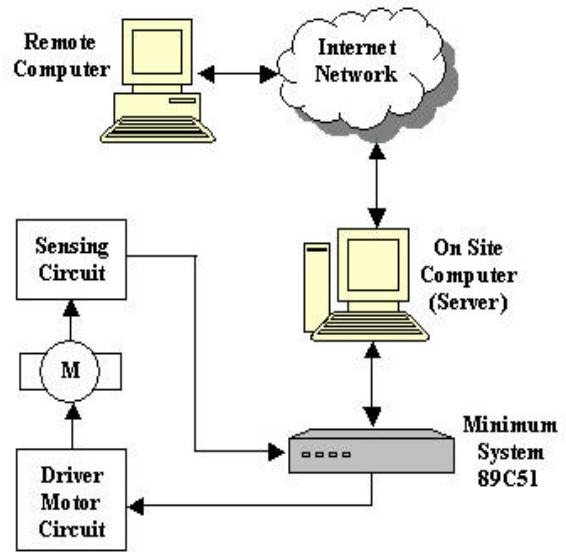 Remote
Computer
Internet
Network
Sensing
Circuit
On Site
Computer
(Server)
M
Minimum
System
89C51
Driver
Motor
Circuit